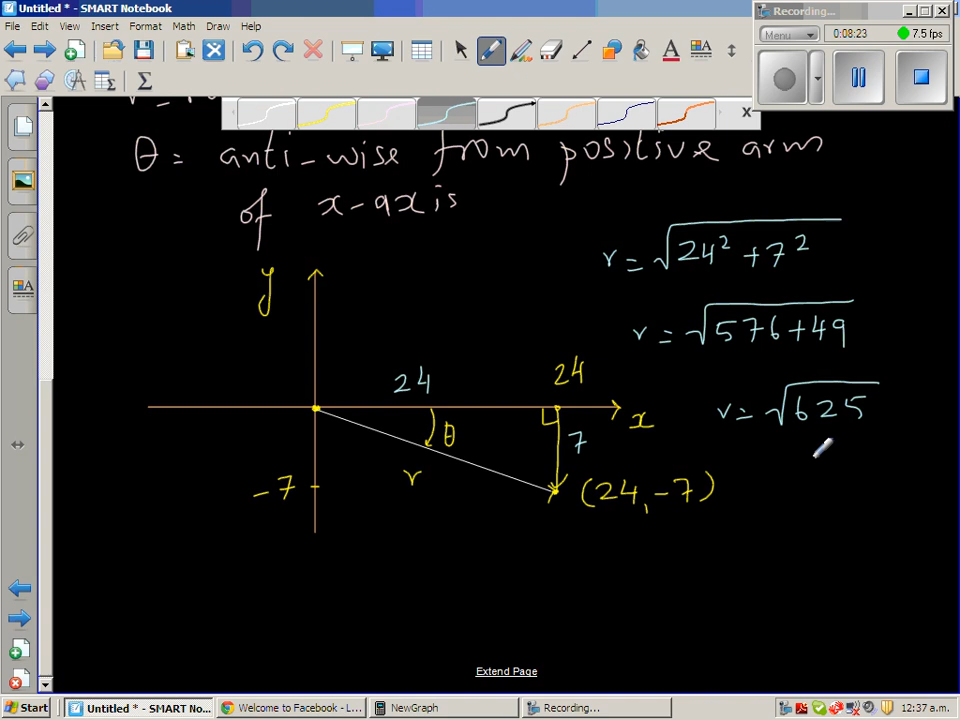 Untitled * - SMART Notebook
File Edit View Insert Format Math Draw Help
Recording...
Menu 0:08:23 7.5 fps
θ = anti-wise from positive arm
of x-axis
r = √24² + 7²
y
r = √576+49
24
24
r = √625
x
θ
7
r
-7
(24, -7)
Extend Page
Start Untitled * - SMART No... Welcome to Facebook - L... NewGraph Recording... 12:37 a.m.